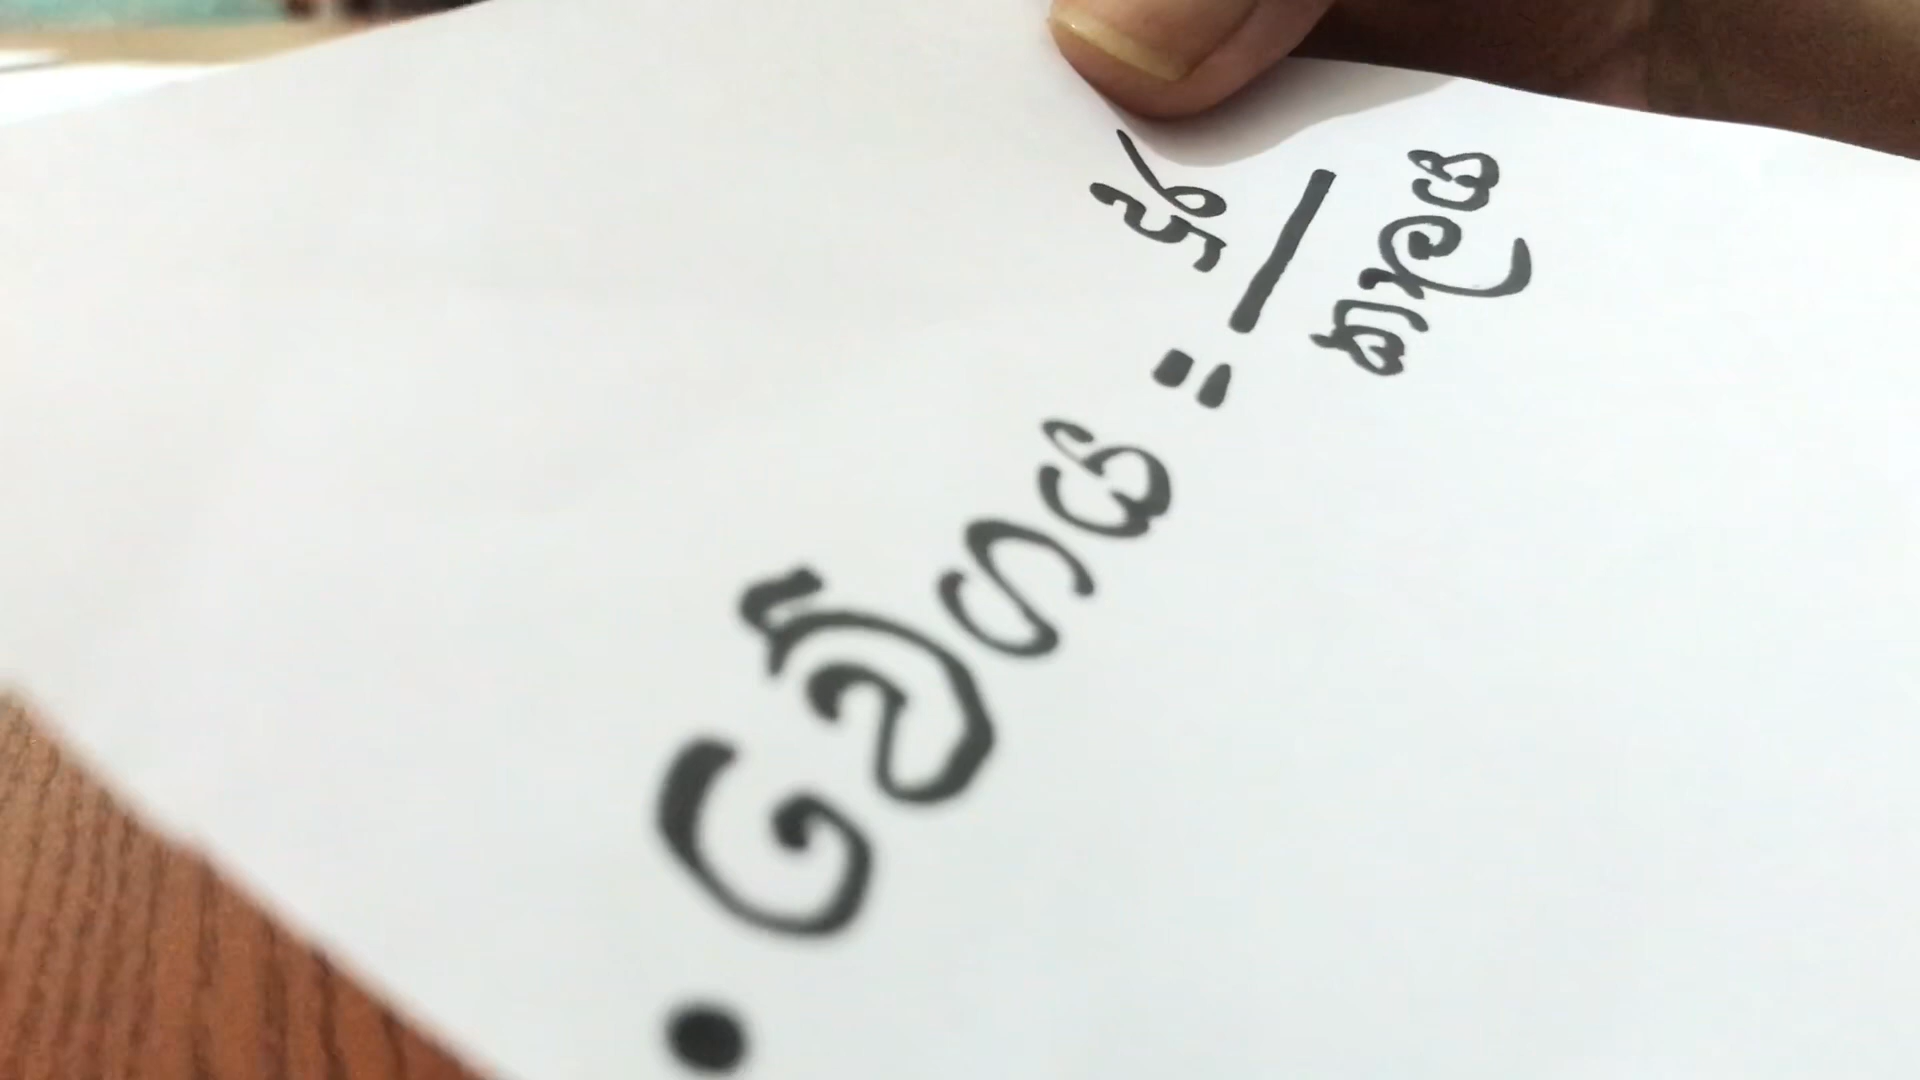 • වේගය = දුර
කාලය